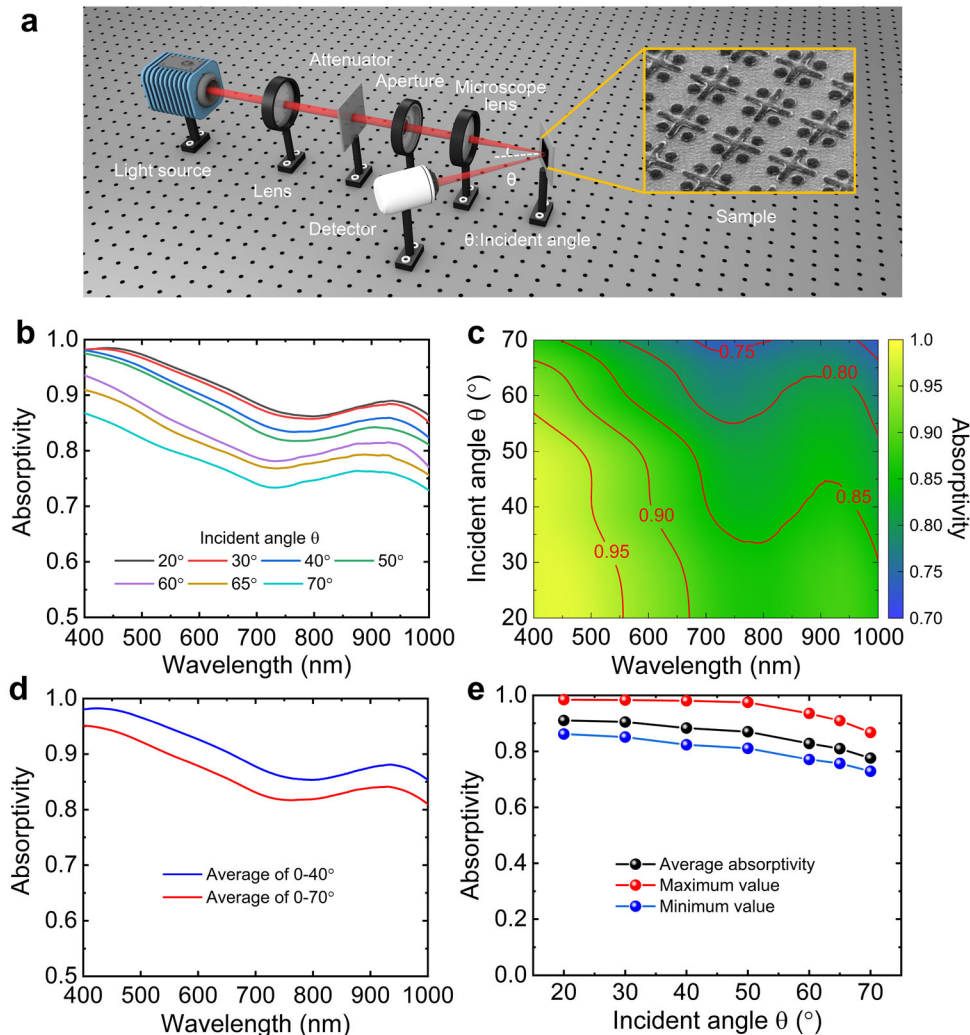 a
Attenuator
Aperture
Microscope
lens
Light source
Lens
θ
Detector
θ:Incident angle
Sample
b
1.0
0.9
0.8
0.7
0.6
0.5
Absorptivity
Incident angle θ
20° 30° 40° 50°
60° 65° 70°
400 500 600 700 800 900 1000
Wavelength (nm)
c
70
60
50
40
30
20
Incident angle θ (°)
0.75
0.80
0.85
0.90
0.95
400 500 600 700 800 900 1000
Wavelength (nm)
1.0
0.95
0.90
0.85
0.80
0.75
0.70
Absorptivity
d
1.0
0.9
0.8
0.7
0.6
0.5
Absorptivity
Average of 0-40°
Average of 0-70°
400 500 600 700 800 900 1000
Wavelength (nm)
e
1.0
0.8
0.6
0.4
0.2
0.0
Absorptivity
Average absorptivity
Maximum value
Minimum value
20 30 40 50 60 70
Incident angle θ (°)